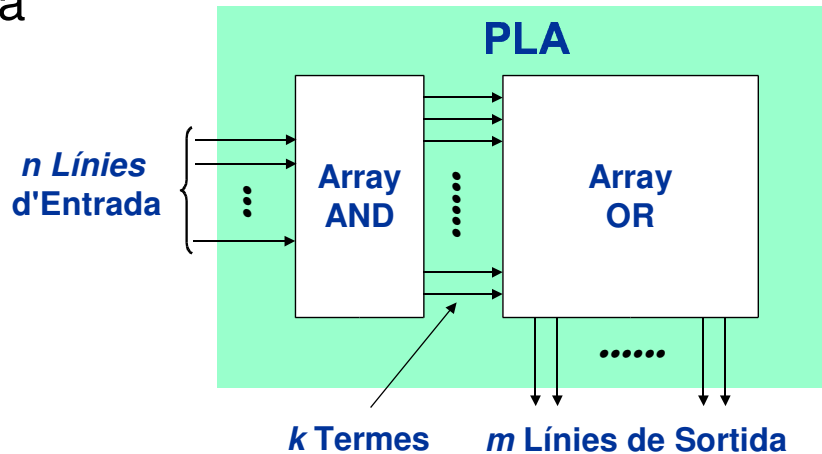 a
PLA
n Línies
d'Entrada
Array
AND
Array
OR
k Termes
m Línies de Sortida